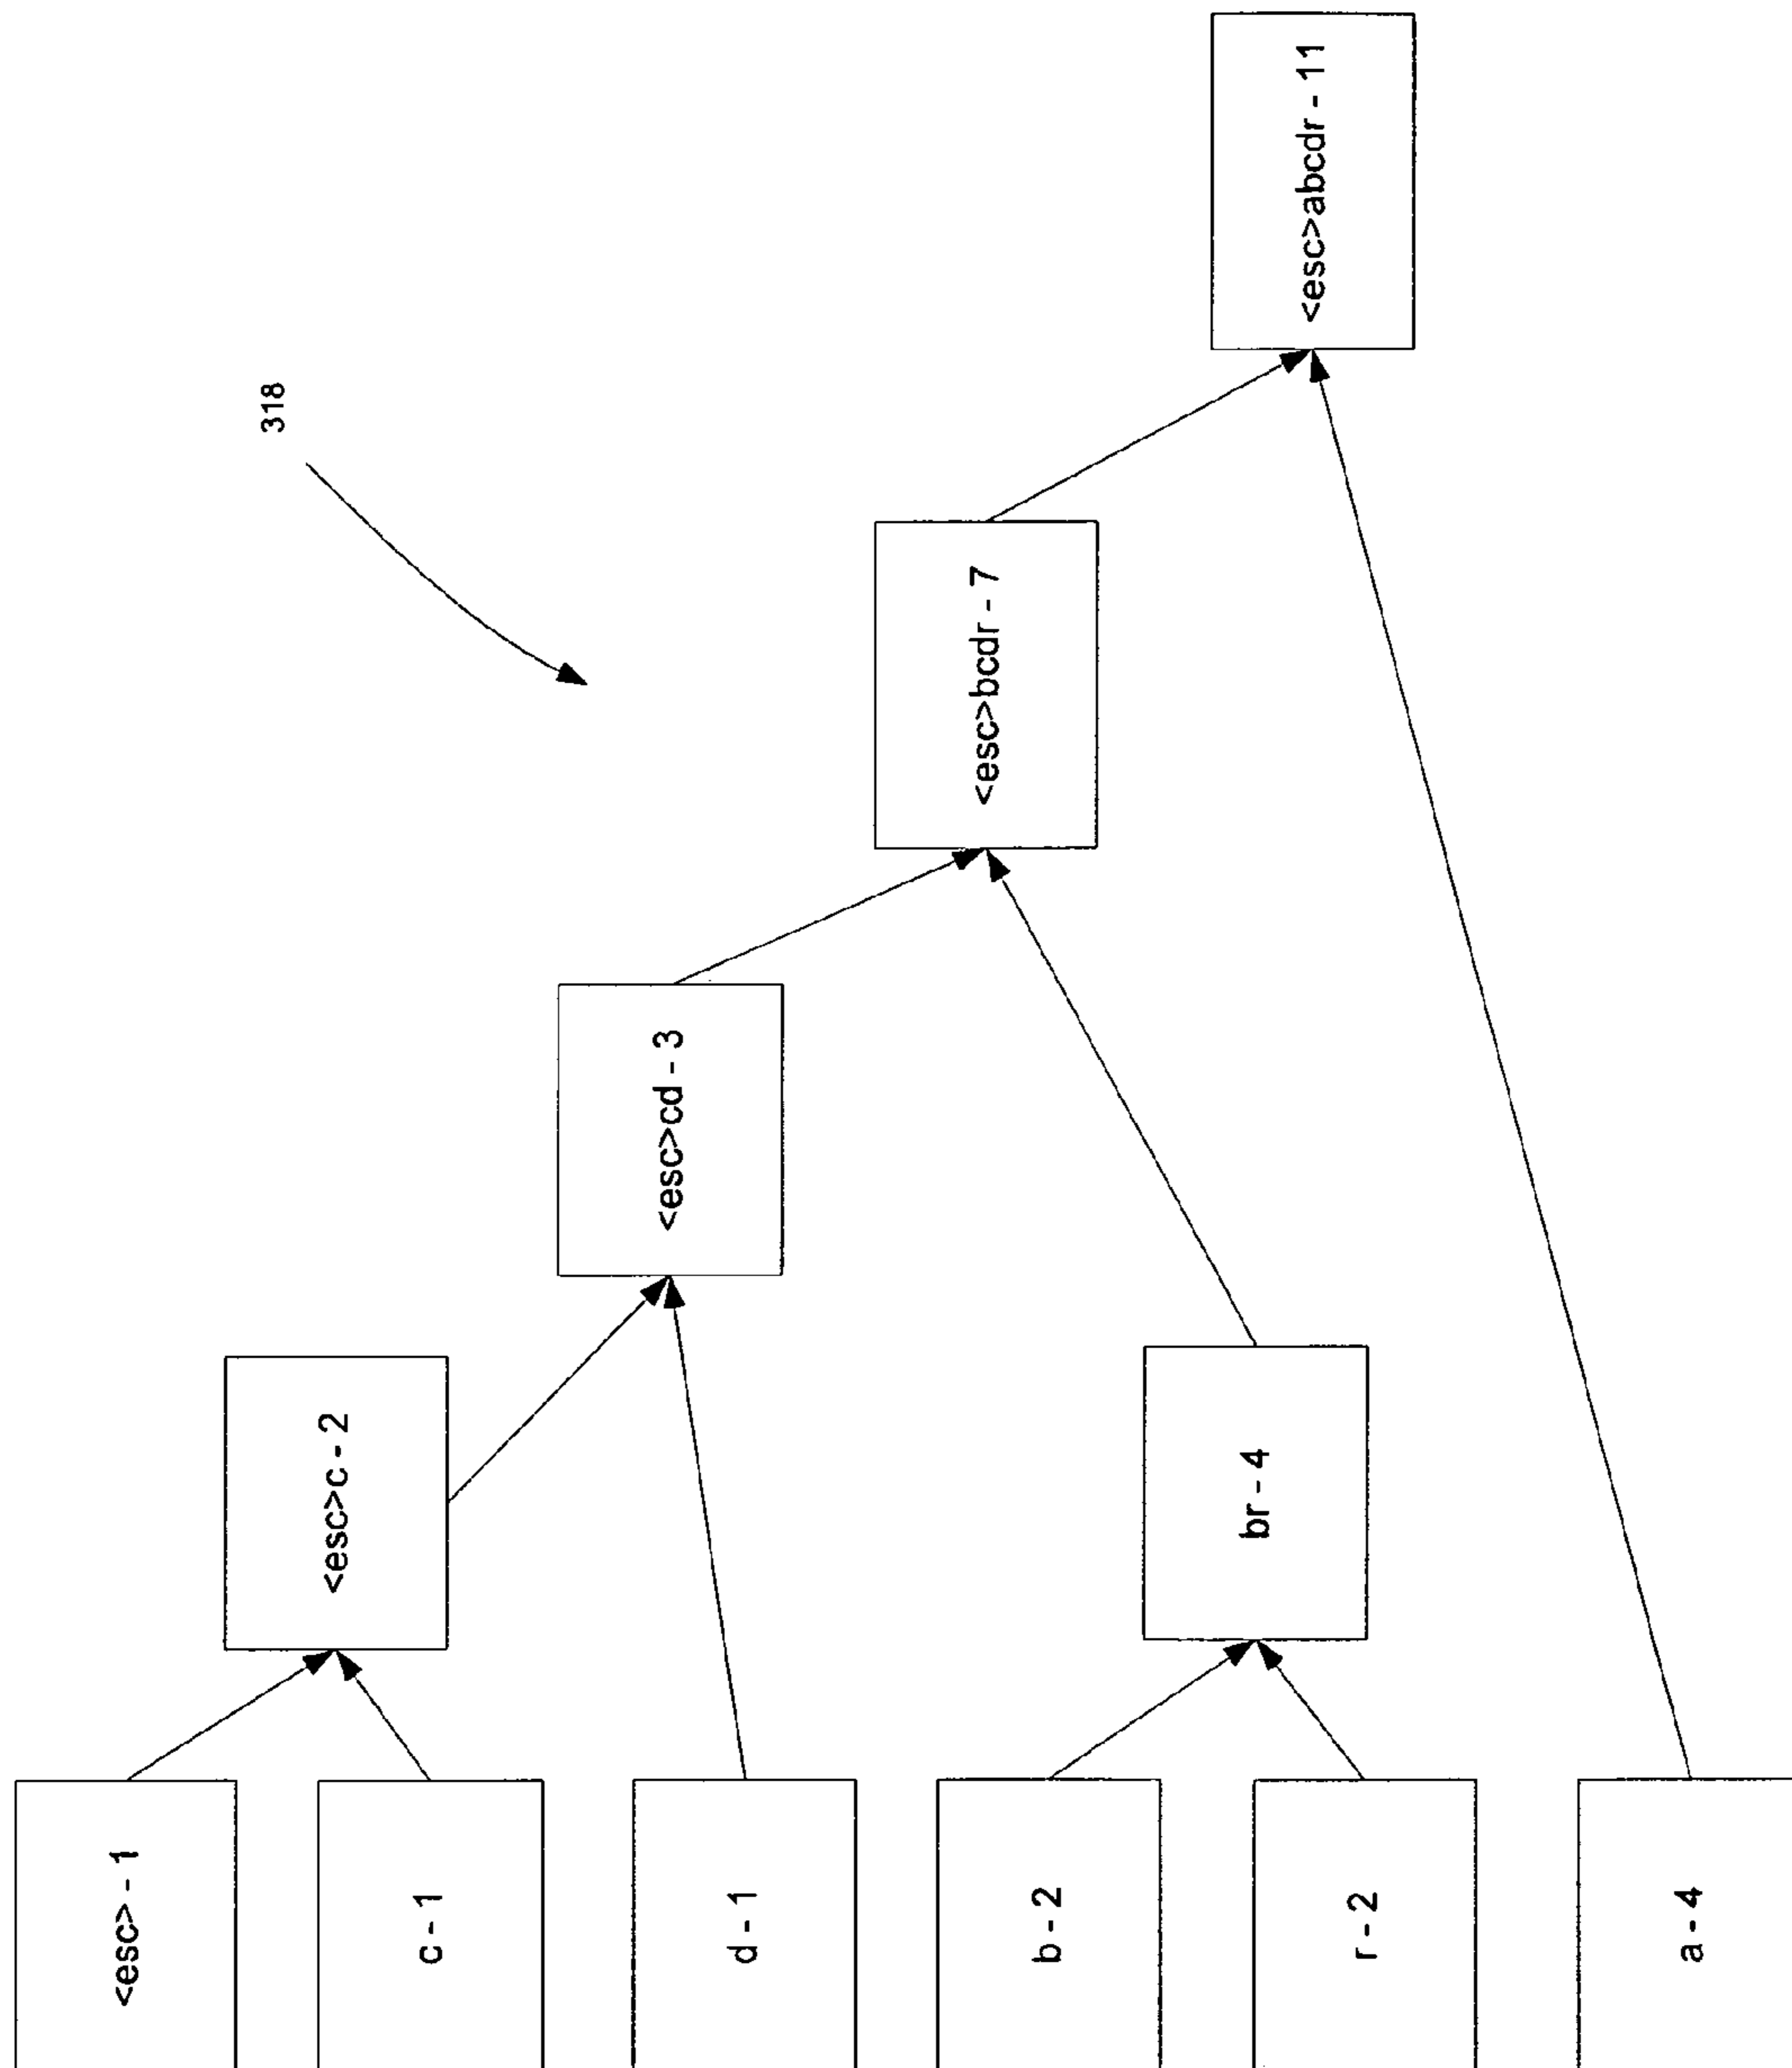 <esc> - 1
c - 1
d - 1
b - 2
r - 2
a - 4
<esc>c - 2
br - 4
<esc>cd - 3
<esc>bcdr - 7
318
<esc>abcdr - 11